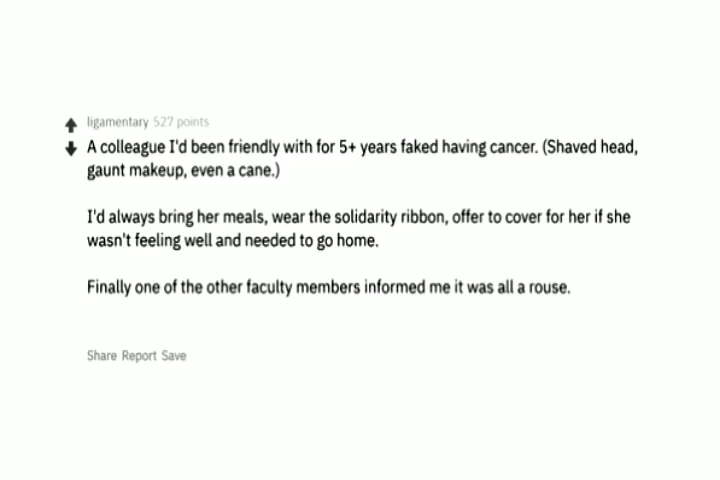 ligamentary 527 points
A colleague I'd been friendly with for 5+ years faked having cancer. (Shaved head,
gaunt makeup, even a cane.)
I'd always bring her meals, wear the solidarity ribbon, offer to cover for her if she
wasn't feeling well and needed to go home.
Finally one of the other faculty members informed me it was all a rouse.
Share Report Save